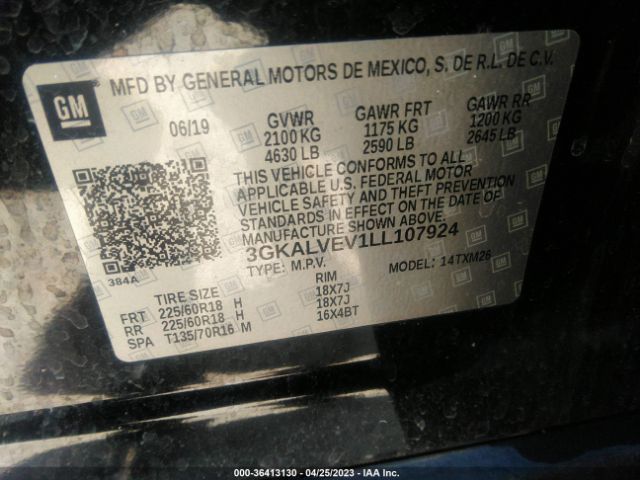 GM
MFD BY GENERAL MOTORS DE MEXICO, S. DE R.L. DE C.V.
06/19
GVWR
2100 KG
4630 LB
GAWR FRT
1175 KG
2590 LB
GAWR RR
1200 KG
2645 LB
THIS VEHICLE CONFORMS TO ALL
APPLICABLE U.S. FEDERAL MOTOR
VEHICLE SAFETY AND THEFT PREVENTION
STANDARDS IN EFFECT ON THE DATE OF
MANUFACTURE SHOWN ABOVE.
3GKALVEV1LL107924
TYPE: M.P.V. MODEL: 14TXM26
384A
TIRE SIZE RIM
FRT 225/60R18 H 18X7J
RR 225/60R18 H 18X7J
SPA T135/70R16 M 16X4BT
000-36413130 - 04/25/2023 - IAA Inc.